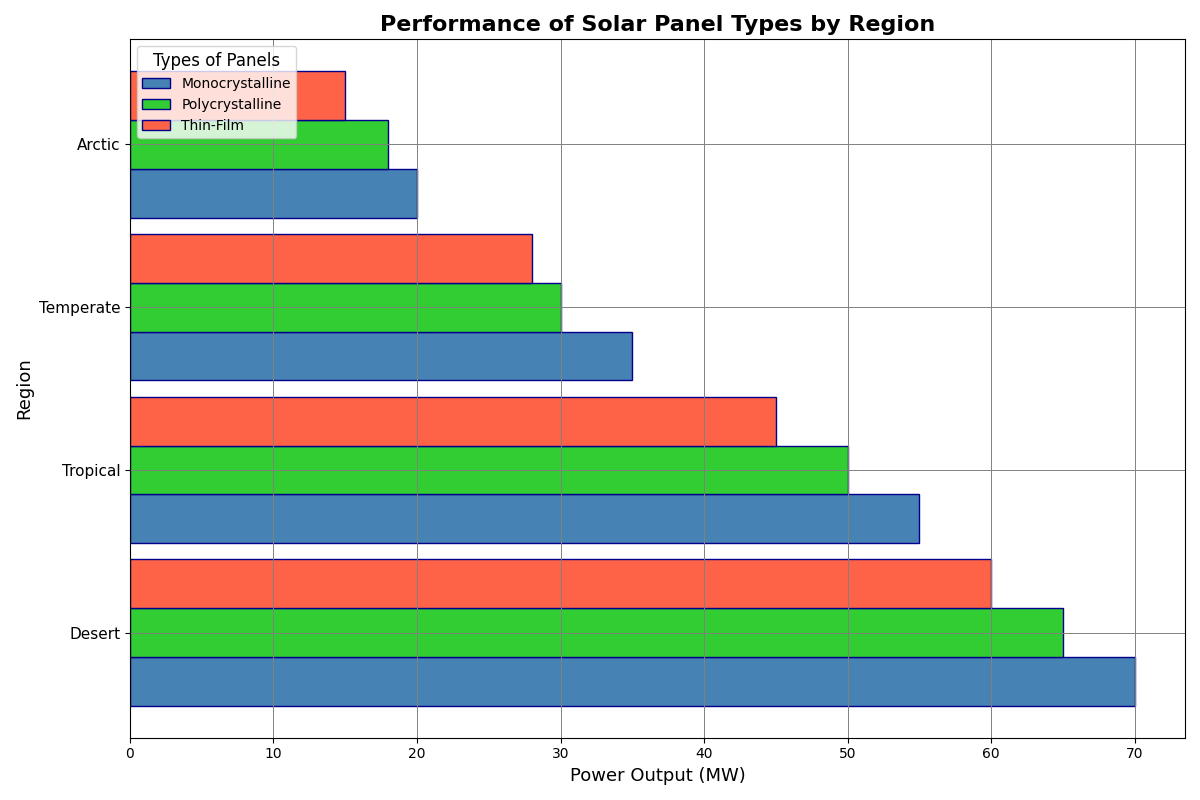 Performance of Solar Panel Types by Region
Types of Panels
Monocrystalline
Polycrystalline
Thin-Film
Arctic
Temperate
Tropical
Desert
Region
0 10 20 30 40 50 60 70
Power Output (MW)